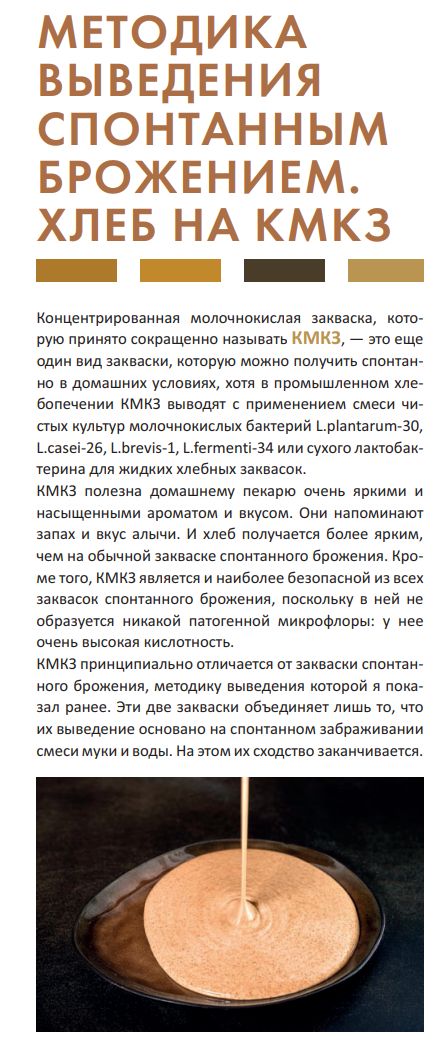 МЕТОДИКА
ВЫВЕДЕНИЯ
СПОНТАННЫМ
БРОЖЕНИЕМ.
ХЛЕБ НА КМКЗ
Концентрированная молочнокислая закваска, кото-
рую принято сокращенно называть КМКЗ, — это еще
один вид закваски, которую можно получить спонтан-
но в домашних условиях, хотя в промышленном хле-
бопечении КМКЗ выводят с применением смеси чи-
стых культур молочнокислых бактерий L.plantarum-30,
L.casei-26, L.brevis-1, L.fermenti-34 или сухого лактобак-
терина для жидких хлебных заквасок.
КМКЗ полезна домашнему пекарю очень яркими и
насыщенными ароматом и вкусом. Они напоминают
запах и вкус алычи. И хлеб получается более ярким,
чем на обычной закваске спонтанного брожения. Кро-
ме того, КМКЗ является и наиболее безопасной из всех
заквасок спонтанного брожения, поскольку в ней не
образуется никакой патогенной микрофлоры: у нее
очень высокая кислотность.
КМКЗ принципиально отличается от закваски спонтан-
ного брожения, методику выведения которой я пока-
зал ранее. Эти две закваски объединяет лишь то, что
их выведение основано на спонтанном забраживании
смеси муки и воды. На этом их сходство заканчивается.